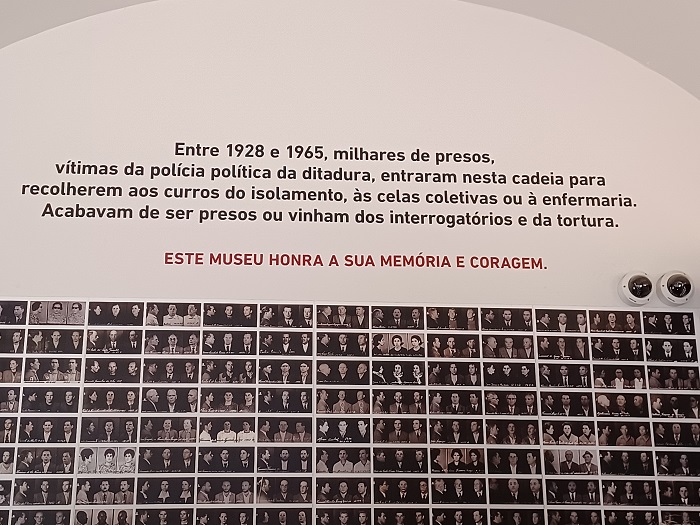 Entre 1928 e 1965, milhares de presos,
vítimas da polícia política da ditadura, entraram nesta cadeia para
recolherem aos curros do isolamento, às celas coletivas ou à enfermaria.
Acabavam de ser presos ou vinham dos interrogatórios e da tortura.
ESTE MUSEU HONRA A SUA MEMÓRIA E CORAGEM.